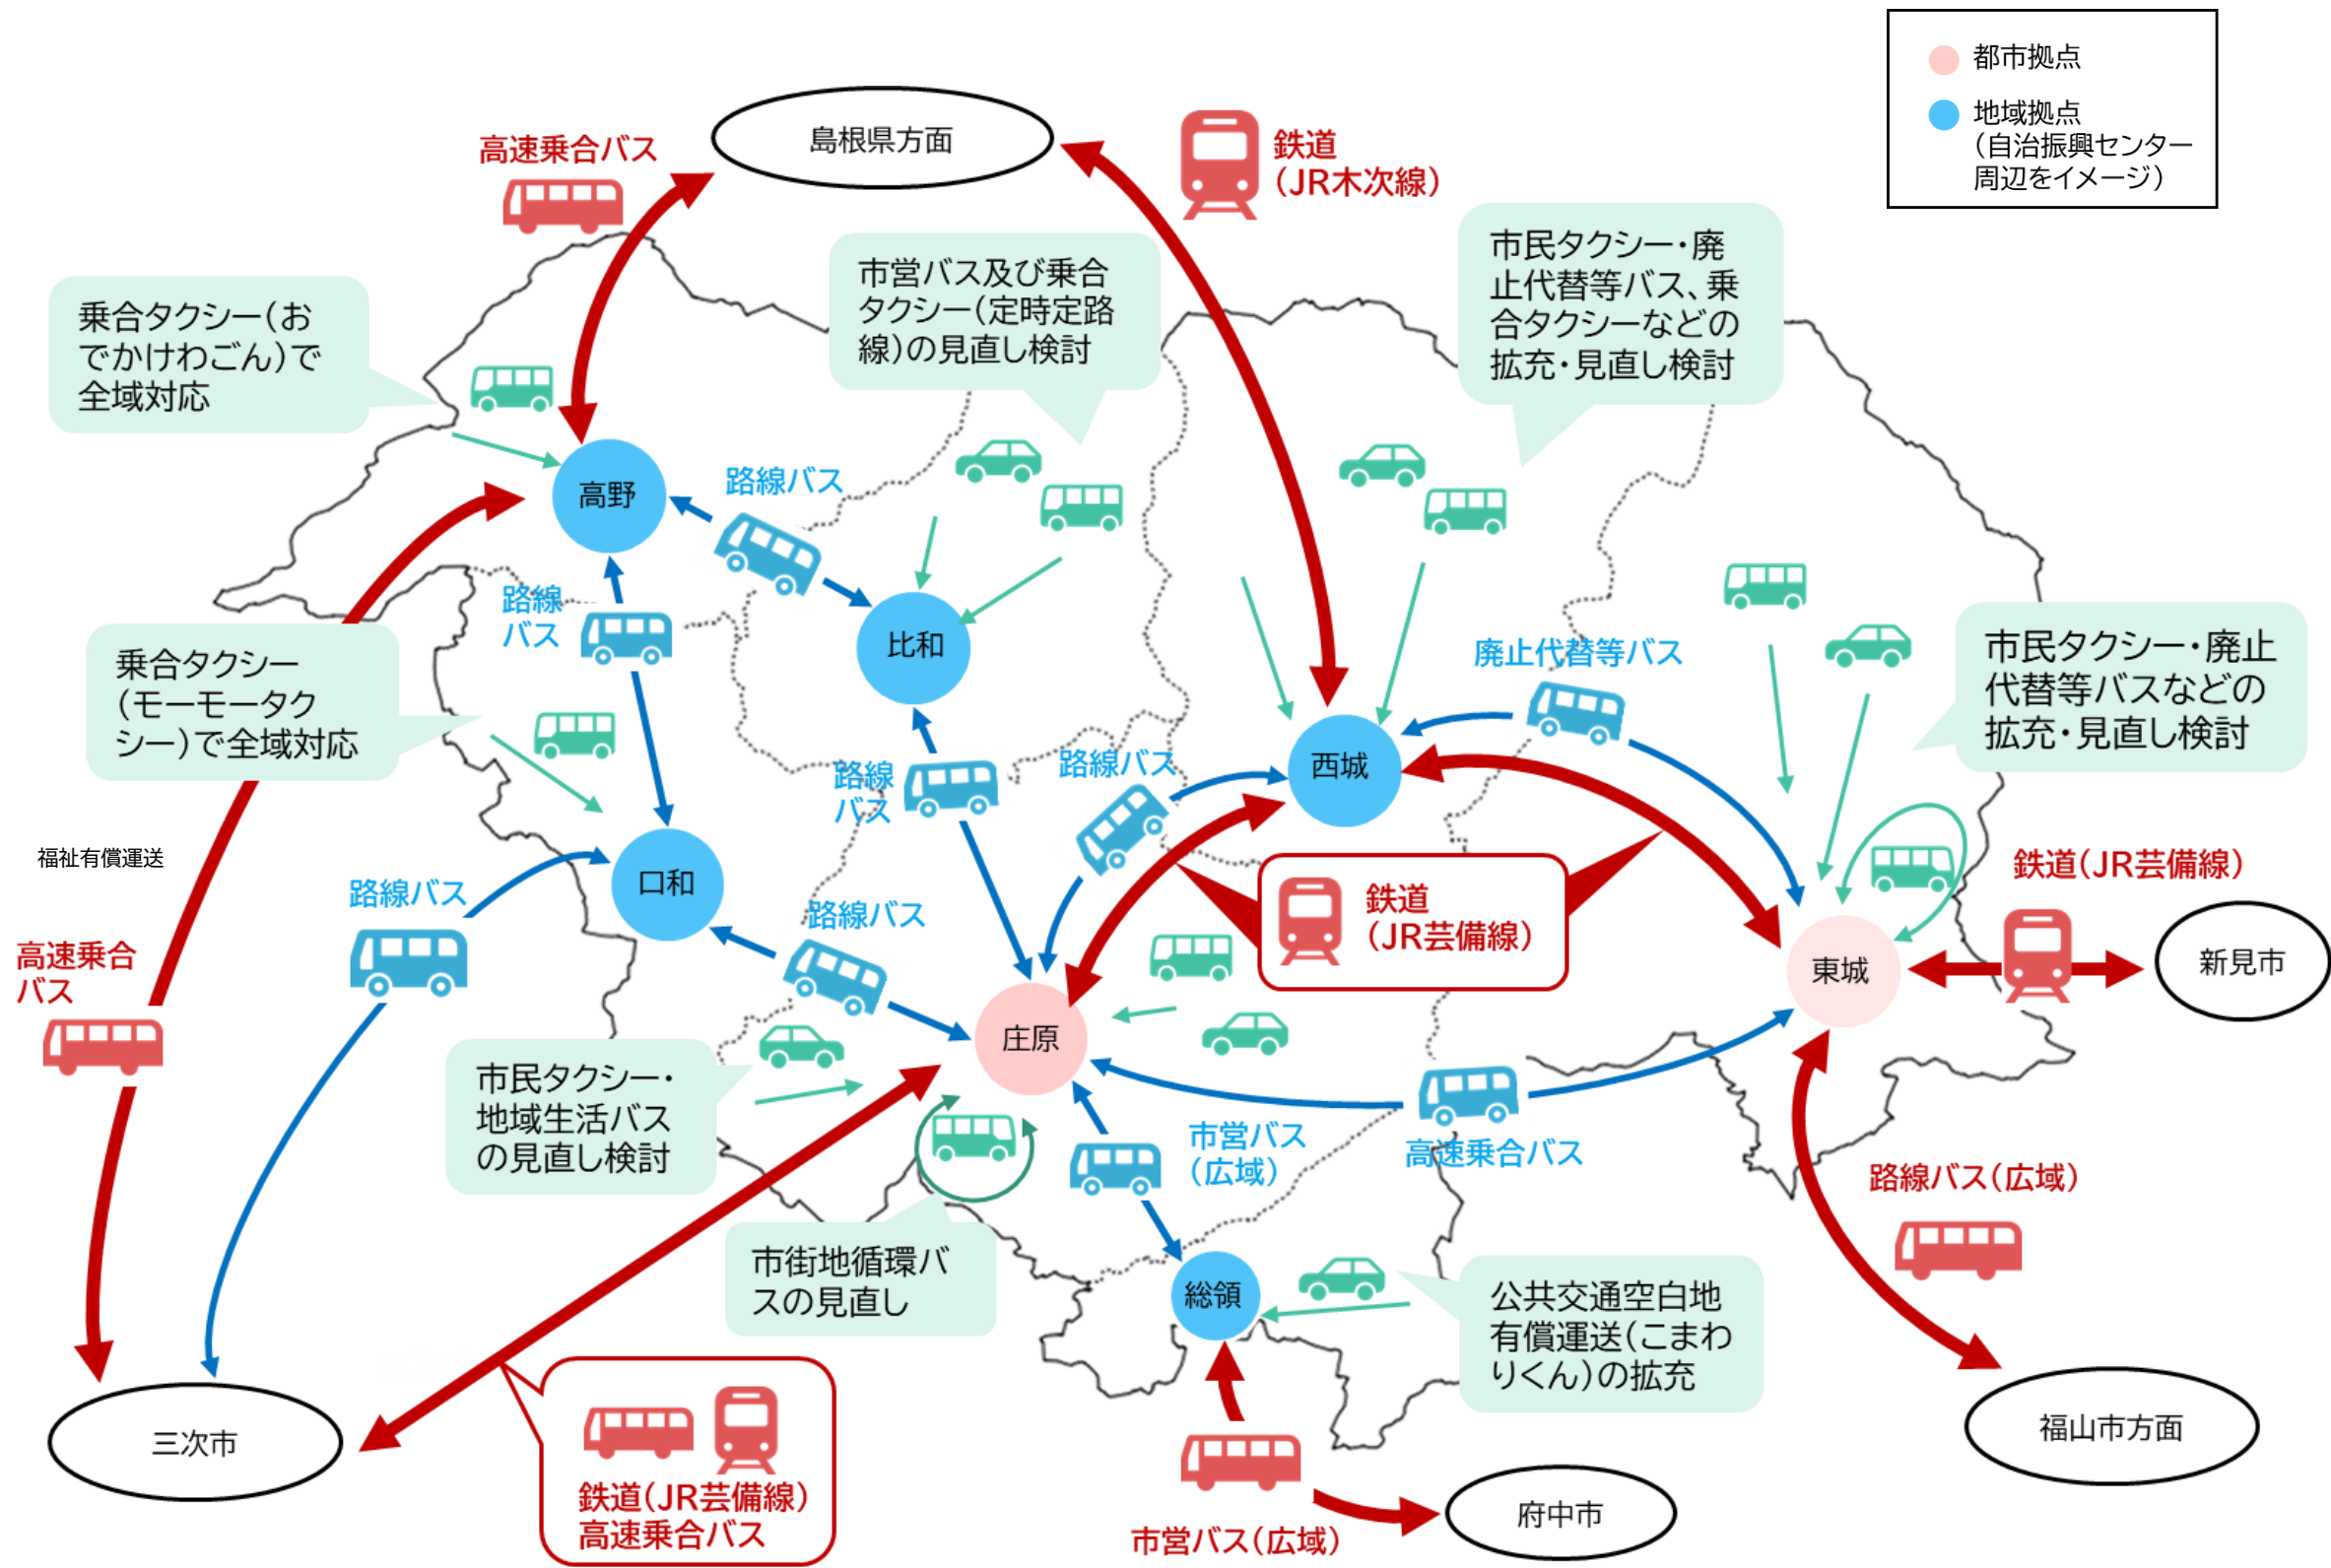 都市拠点
地域拠点
（自治振興センター
周辺をイメージ）
島根県方面
高速乗合バス
鉄道
（JR木次線）
市民タクシー・廃
止代替等バス、乗
合タクシーなどの
拡充・見直し検討
市営バス及び乗合
タクシー（定時定路
線）の見直し検討
乗合タクシー（お
でかけわごん）で
全域対応
高野
路線バス
路線
バス
比和
乗合タクシー
（モーモータク
シー）で全域対応
廃止代替等バス
市民タクシー・廃止
代替等バスなどの
拡充・見直し検討
路線
バス
路線バス
西城
福祉有償運送
路線バス
口和
路線バス
鉄道
（JR芸備線）
鉄道（JR芸備線）
高速乗合
バス
庄原
東城
新見市
市民タクシー・
地域生活バス
の見直し検討
市営バス
（広域）
高速乗合バス
路線バス（広域）
市街地循環バ
スの見直し
総領
公共交通空白地
有償運送（こまわ
りくん）の拡充
三次市
鉄道（JR芸備線）
高速乗合バス
市営バス（広域）
府中市
福山市方面